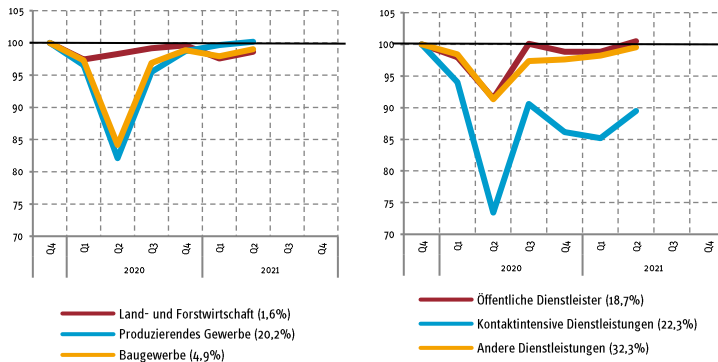 105
100
95
90
85
80
75
70
Q4 Q1 Q2 Q3 Q4 Q1 Q2 Q3 Q4
2020 2021
Land- und Forstwirtschaft (1,6%)
Produzierendes Gewerbe (20,2%)
Baugewerbe (4,9%)
105
100
95
90
85
80
75
70
Q4 Q1 Q2 Q3 Q4 Q1 Q2 Q3 Q4
2020 2021
Öffentliche Dienstleister (18,7%)
Kontaktintensive Dienstleistungen (22,3%)
Andere Dienstleistungen (32,3%)